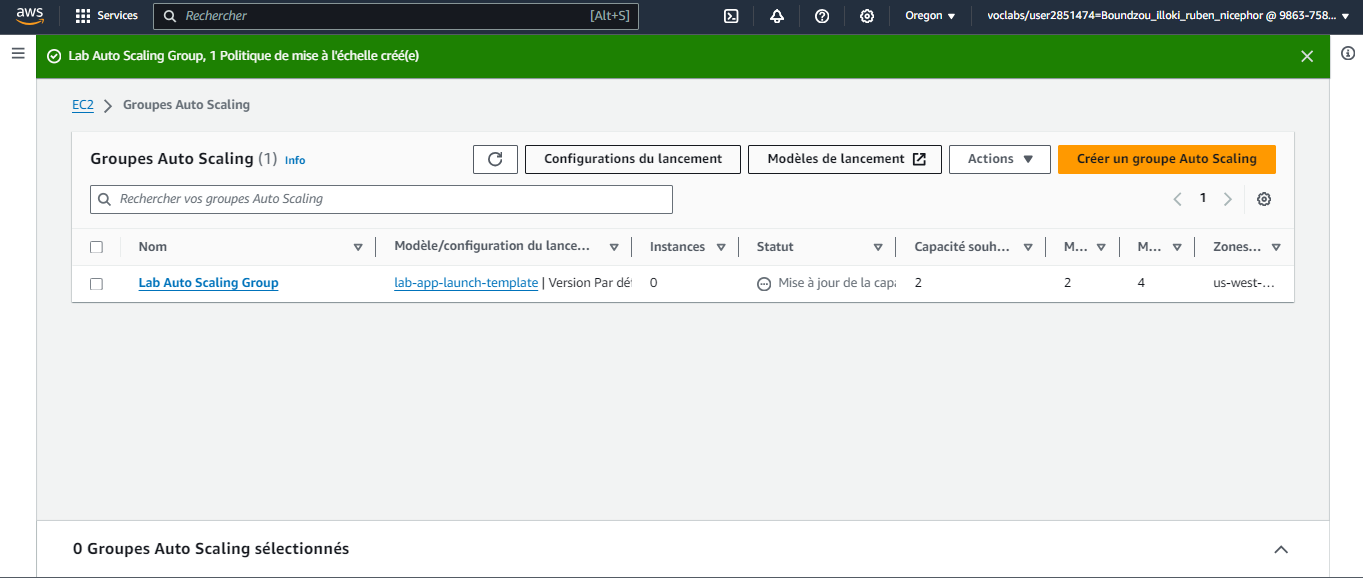 aws Services Rechercher [Alt+S] Oregon voclabs/user2851474=Boundzou_illoki_ruben_nicephor @ 9863-758...
Lab Auto Scaling Group, 1 Politique de mise à l'échelle créé(e)
EC2 Groupes Auto Scaling
Groupes Auto Scaling (1) Info Configurations du lancement Modèles de lancement Actions Créer un groupe Auto Scaling
Rechercher vos groupes Auto Scaling 1
Nom Modèle/configuration du lance... Instances Statut Capacité souh... M... M... Zones...
Lab Auto Scaling Group lab-app-launch-template | Version Par dé 0 Mise à jour de la capa 2 2 4 us-west-...
0 Groupes Auto Scaling sélectionnés